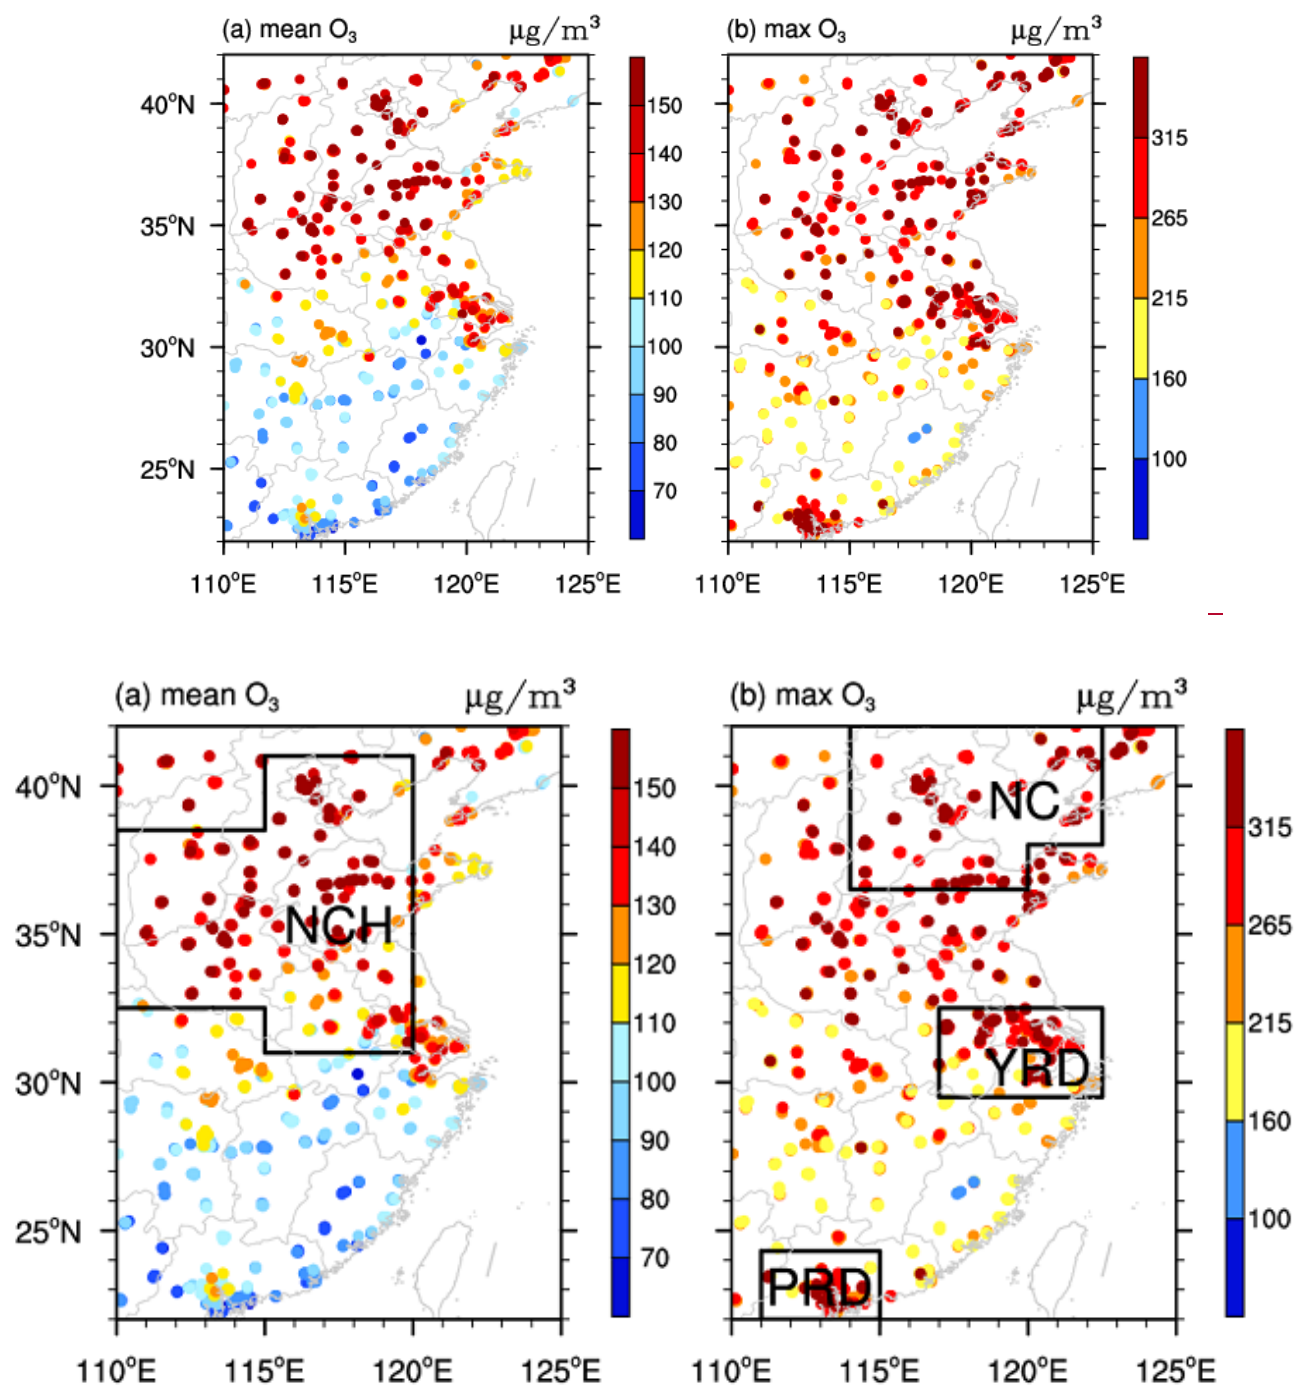 (a) mean O₃ μg/m³
(b) max O₃ μg/m³
40°N
35°N
30°N
25°N
110°E 115°E 120°E 125°E
150
140
130
120
110
100
90
80
70
110°E 115°E 120°E 125°E
315
265
215
160
100
(a) mean O₃ μg/m³
(b) max O₃ μg/m³
40°N
35°N
30°N
25°N
NCH
110°E 115°E 120°E 125°E
150
140
130
120
110
100
90
80
70
NC
YRD
PRD
110°E 115°E 120°E 125°E
315
265
215
160
100